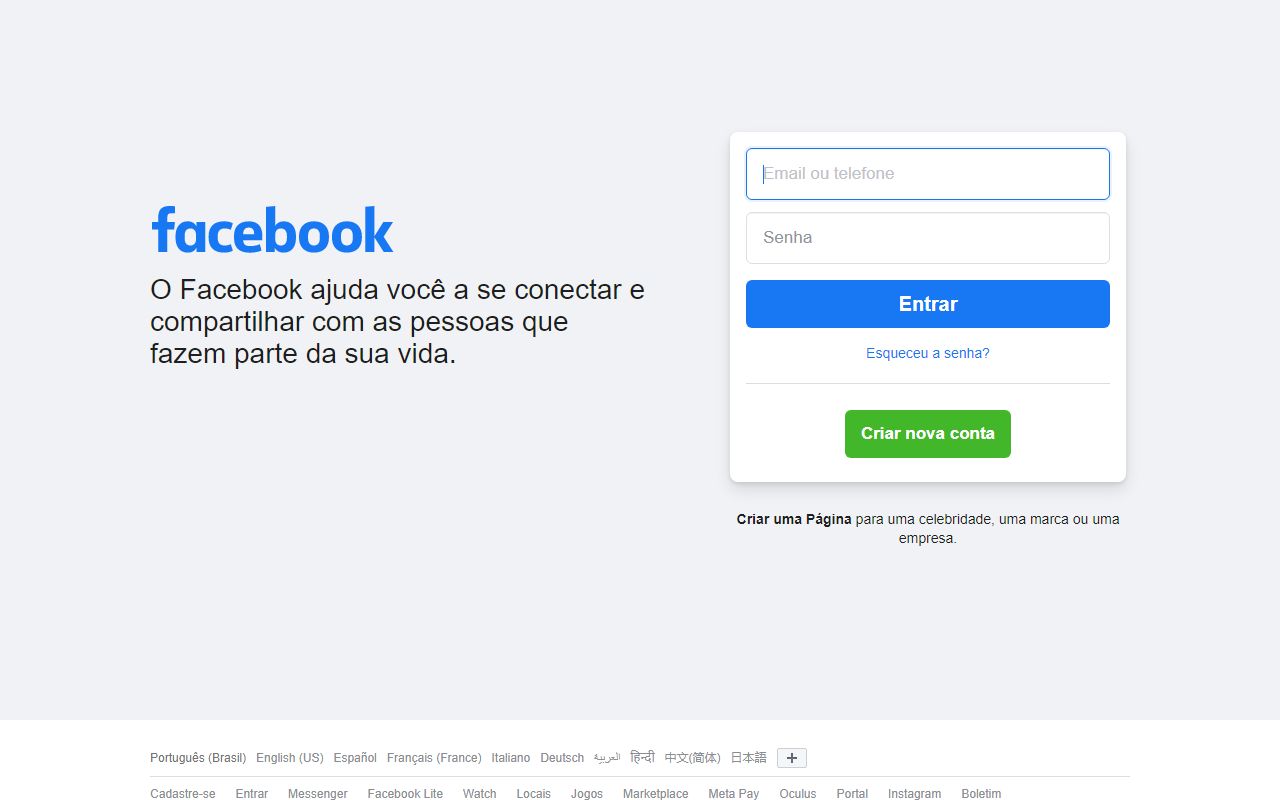 facebook
O Facebook ajuda você a se conectar e
compartilhar com as pessoas que
fazem parte da sua vida.
Email ou telefone
Senha
Entrar
Esqueceu a senha?
Criar nova conta
Criar uma Página para uma celebridade, uma marca ou uma
empresa.
Português (Brasil) English (US) Español Français (France) Italiano Deutsch العربية हिन्दी 中文(简体) 日本語 +
Cadastre-se Entrar Messenger Facebook Lite Watch Locais Jogos Marketplace Meta Pay Oculus Portal Instagram Boletim